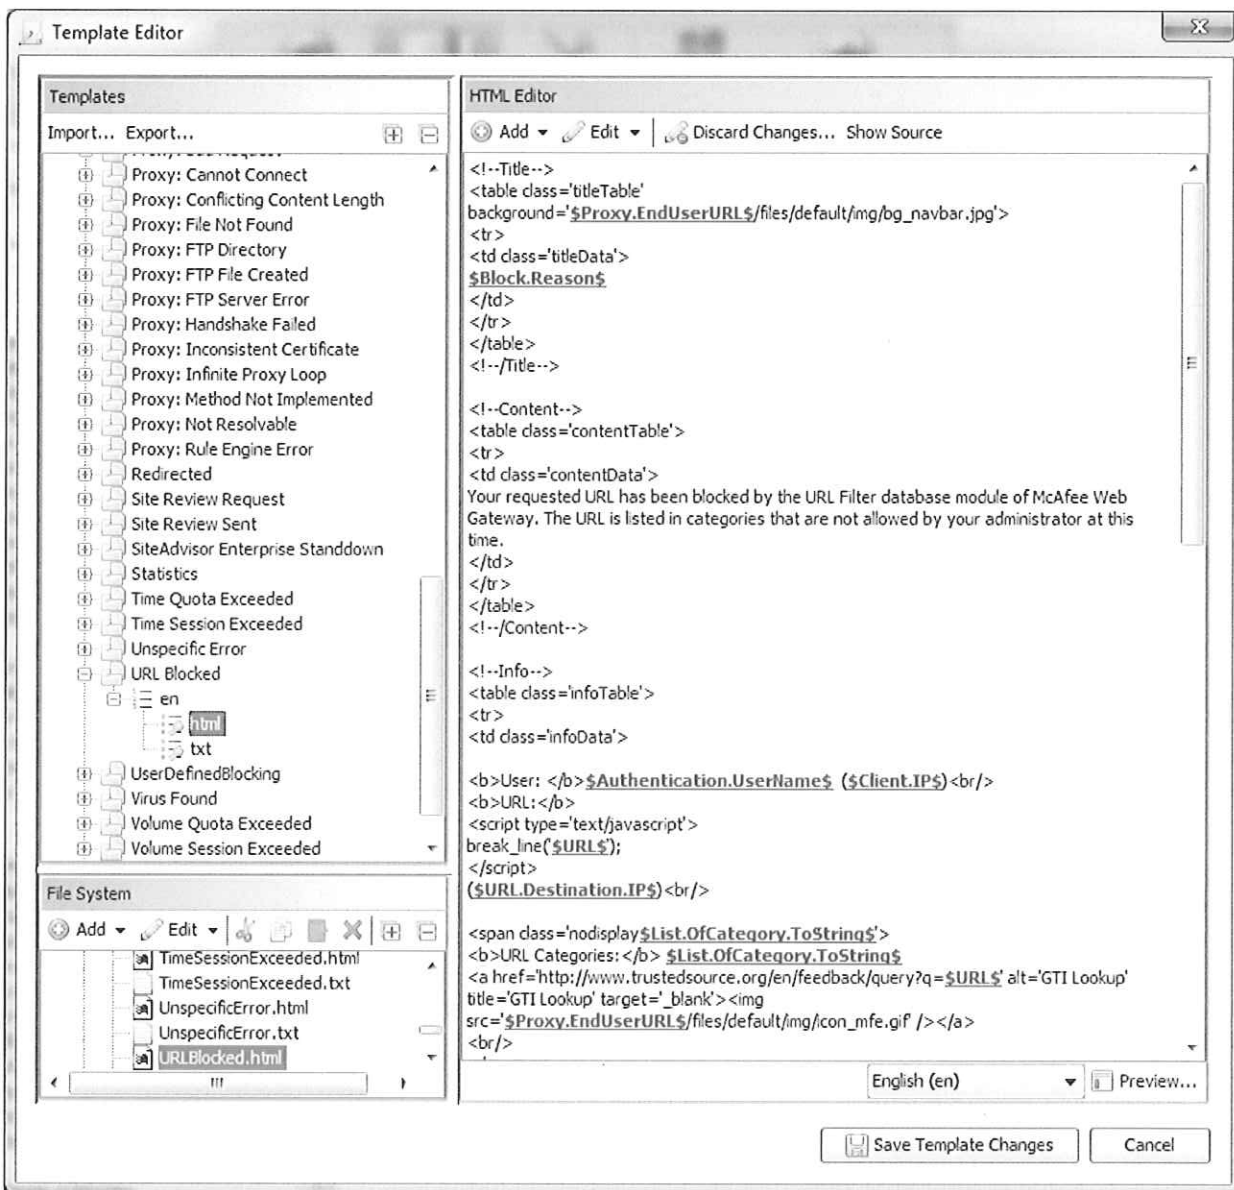 Template Editor
Templates
Import... Export...
Proxy: Cannot Connect
Proxy: Conflicting Content Length
Proxy: File Not Found
Proxy: FTP Directory
Proxy: FTP File Created
Proxy: FTP Server Error
Proxy: Handshake Failed
Proxy: Inconsistent Certificate
Proxy: Infinite Proxy Loop
Proxy: Method Not Implemented
Proxy: Not Resolvable
Proxy: Rule Engine Error
Redirected
Site Review Request
Site Review Sent
SiteAdvisor Enterprise Standdown
Statistics
Time Quota Exceeded
Time Session Exceeded
Unspecific Error
URL Blocked
en
html
txt
UserDefinedBlocking
Virus Found
Volume Quota Exceeded
Volume Session Exceeded
File System
Add Edit
TimeSessionExceeded.html
TimeSessionExceeded.txt
UnspecificError.html
UnspecificError.txt
URLBlocked.html
HTML Editor
Add Edit Discard Changes... Show Source
<!--Title-->
<table class='titleTable'
background='$Proxy.EndUserURL$/files/default/img/bg_navbar.jpg'>
<tr>
<td class='titleData'>
$Block.Reason$
</td>
</tr>
</table>
<!--/Title-->
<!--Content-->
<table class='contentTable'>
<tr>
<td class='contentData'>
Your requested URL has been blocked by the URL Filter database module of McAfee Web
Gateway. The URL is listed in categories that are not allowed by your administrator at this
time.
</td>
</tr>
</table>
<!--/Content-->
<!--Info-->
<table class='infoTable'>
<tr>
<td class='infoData'>
<b>User: </b>$Authentication.UserName$ ($Client.IP$)<br/>
<b>URL:</b>
<script type='text/javascript'>
break_line('$URL$');
</script>
($URL.Destination.IP$)<br/>
<span class='nodisplay$List.OfCategory.ToString$'>
<b>URL Categories:</b> $List.OfCategory.ToString$
<a href='http://www.trustedsource.org/en/feedback/query?q=$URL$' alt='GTI Lookup'
title='GTI Lookup' target='_blank'><img
src='$Proxy.EndUserURL$/files/default/img/icon_mfe.gif' /></a>
<br/>
English (en) Preview...
Save Template Changes Cancel